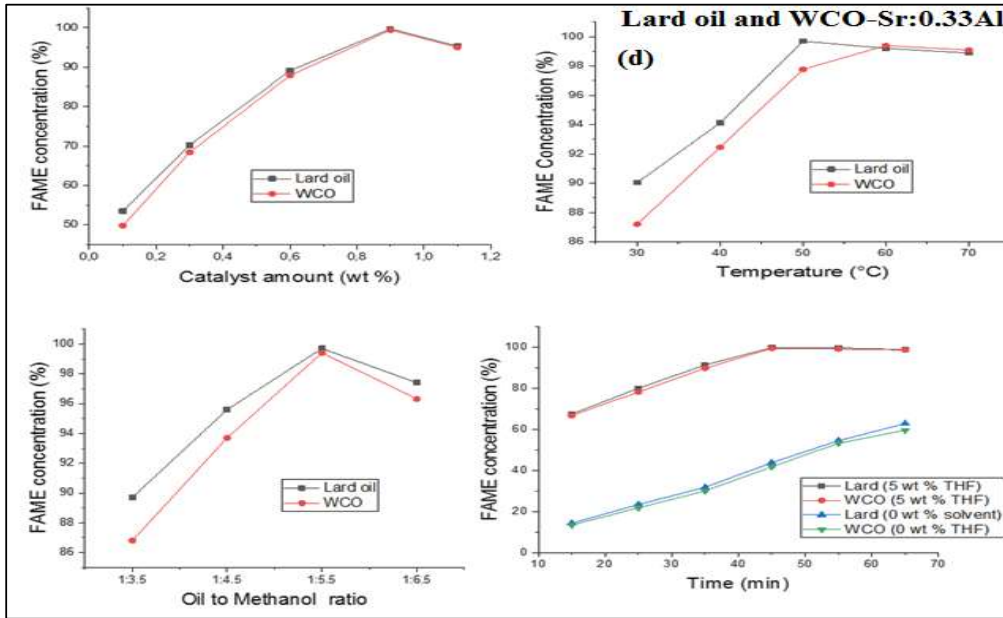 Lard oil and WCO-Sr:0.33Al
(d)
FAME concentration (%)
100
90
80
70
60
50
Lard oil
WCO
0,0 0,2 0,4 0,6 0,8 1,0 1,2
Catalyst amount (wt %)
FAME Concentration (%)
100
98
96
94
92
90
88
86
Lard oil
WCO
30 40 50 60 70
Temperature (°C)
FAME concentration (%)
100
98
96
94
92
90
88
86
Lard oil
WCO
1:3.5 1:4.5 1:5.5 1:6.5
Oil to Methanol ratio
FAME concentration (%)
100
80
60
40
20
0
Lard (5 wt % THF)
WCO (5 wt % THF)
Lard (0 wt % solvent)
WCO (0 wt % THF)
10 20 30 40 50 60 70
Time (min)